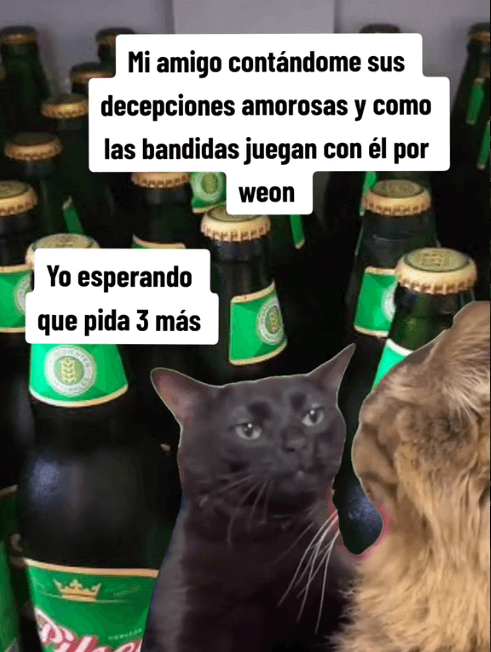 Mi amigo contándome sus
decepciones amorosas y como
las bandidas juegan con él por
weon
Yo esperando
que pida 3 más